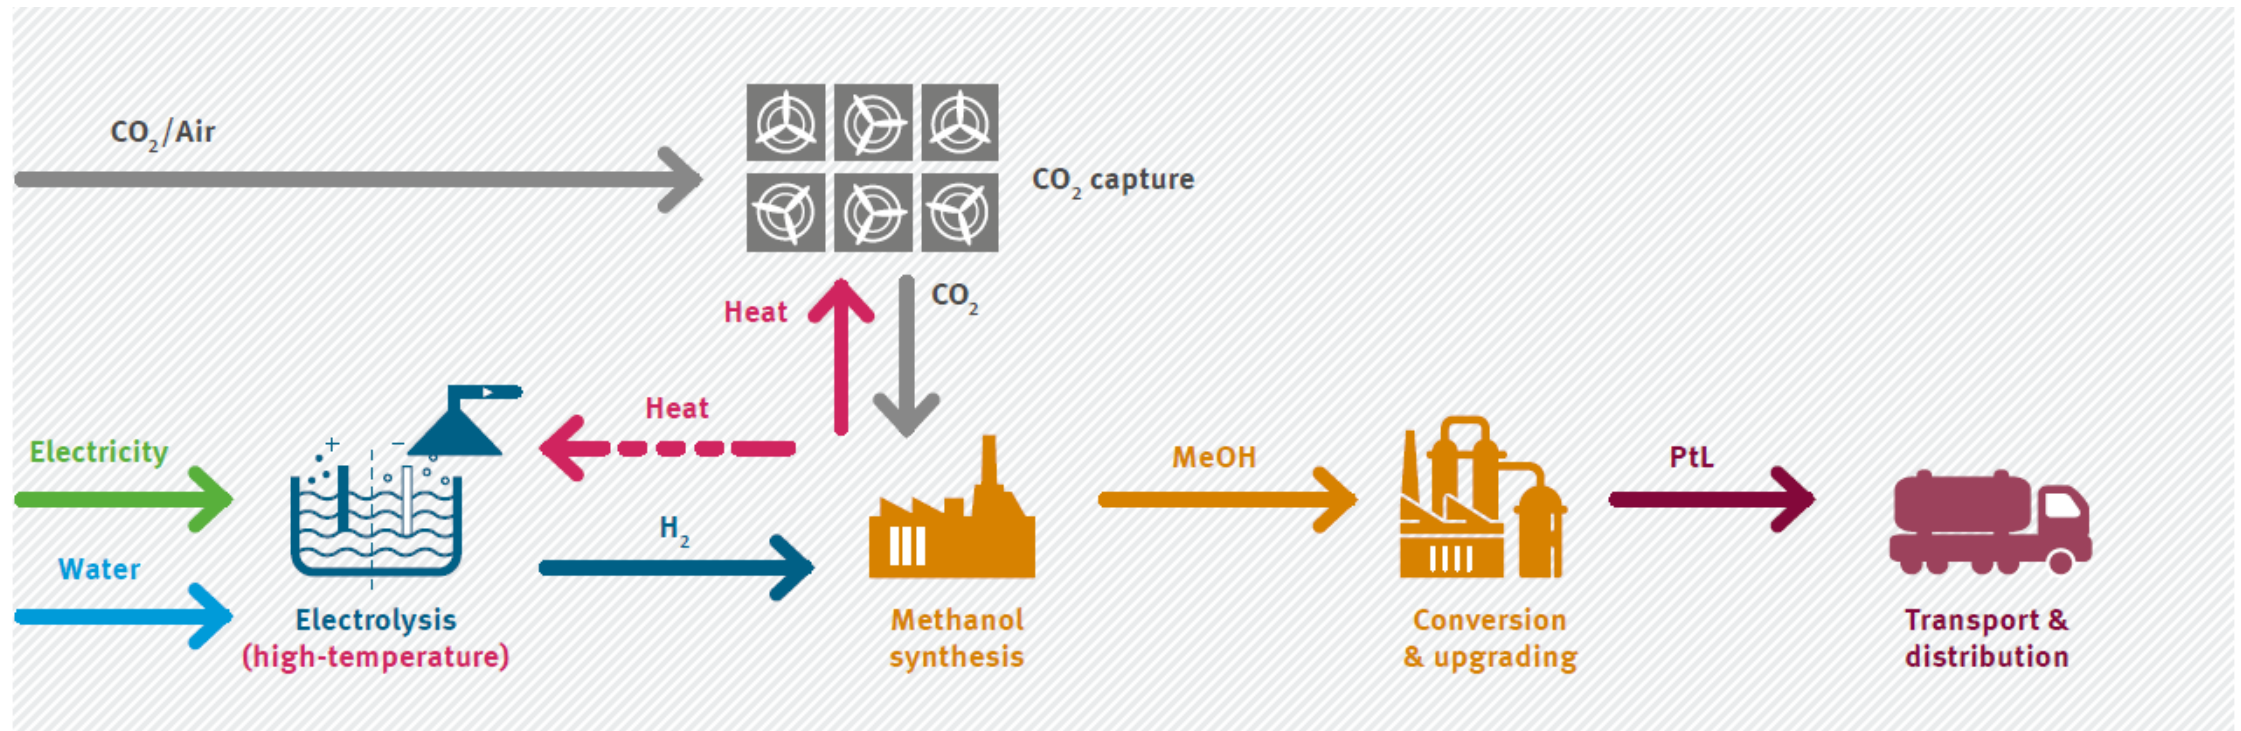 CO₂/Air
CO₂ capture
Heat
CO₂
Heat
Electricity
+ −
MeOH
PtL
H₂
Water
Electrolysis
(high-temperature)
Methanol
synthesis
Conversion
& upgrading
Transport &
distribution